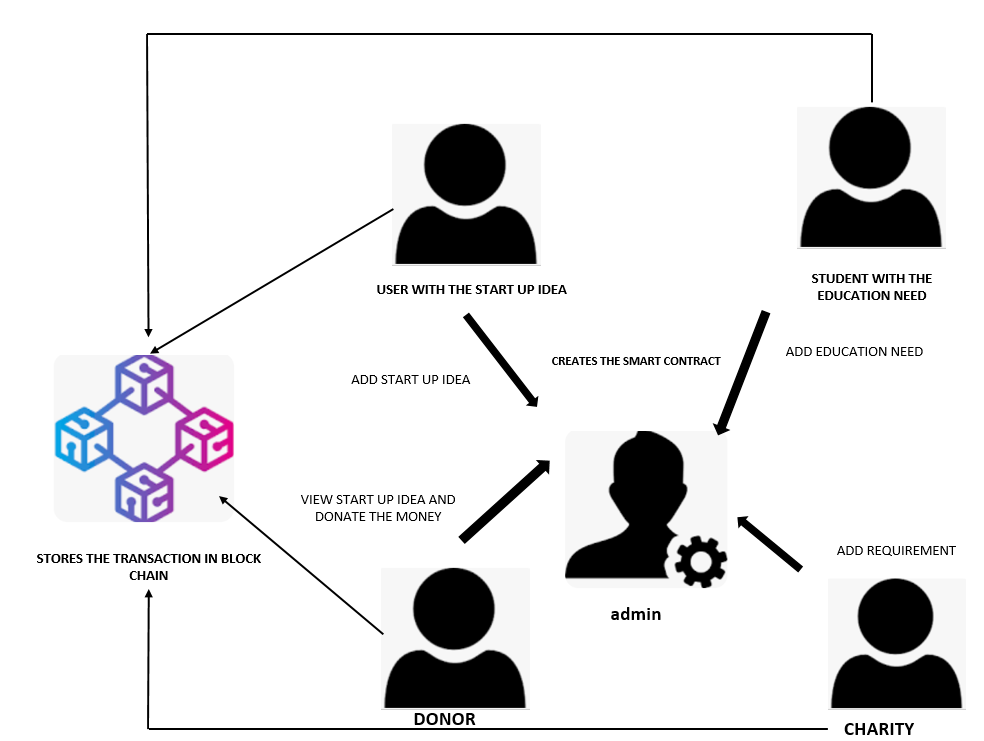 USER WITH THE START UP IDEA
STUDENT WITH THE
EDUCATION NEED
CREATES THE SMART CONTRACT
ADD EDUCATION NEED
ADD START UP IDEA
VIEW START UP IDEA AND
DONATE THE MONEY
STORES THE TRANSACTION IN BLOCK
CHAIN
ADD REQUIREMENT
admin
DONOR
CHARITY